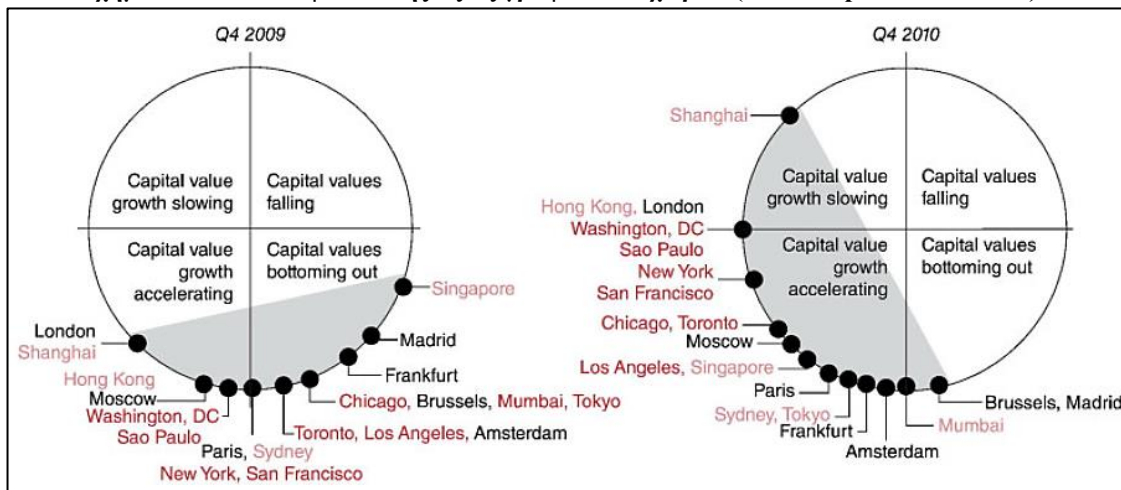 Q4 2009
Capital value
growth slowing
Capital values
falling
Capital value
growth
accelerating
Capital values
bottoming out
Singapore
London
Shanghai
Madrid
Hong Kong
Moscow
Frankfurt
Washington, DC
Sao Paulo
Chicago, Brussels, Mumbai, Tokyo
Toronto, Los Angeles, Amsterdam
Paris, Sydney
New York, San Francisco
Q4 2010
Shanghai
Capital value
growth slowing
Capital values
falling
Hong Kong, London
Washington, DC
Sao Paulo
Capital value
growth
accelerating
Capital values
bottoming out
New York
San Francisco
Chicago, Toronto
Moscow
Los Angeles, Singapore
Paris
Sydney, Tokyo
Frankfurt
Amsterdam
Brussels, Madrid
Mumbai